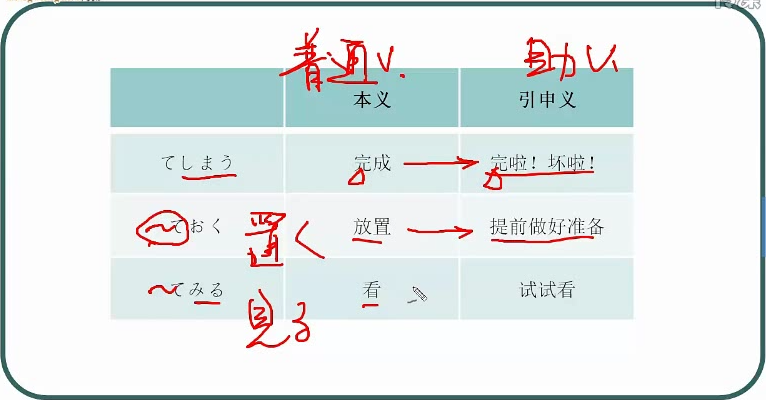 普通V. 助V.
本义 引申义
てしまう 完成 完啦！坏啦！
～ておく 置く 放置 提前做好准备
～てみる 看 试试看
見る